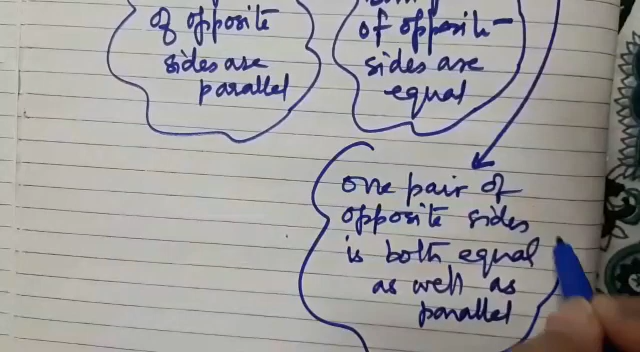 of opposite
sides are
parallel
of opposite
sides are
equal
one pair of
opposite sides
is both equal
as well as
parallel